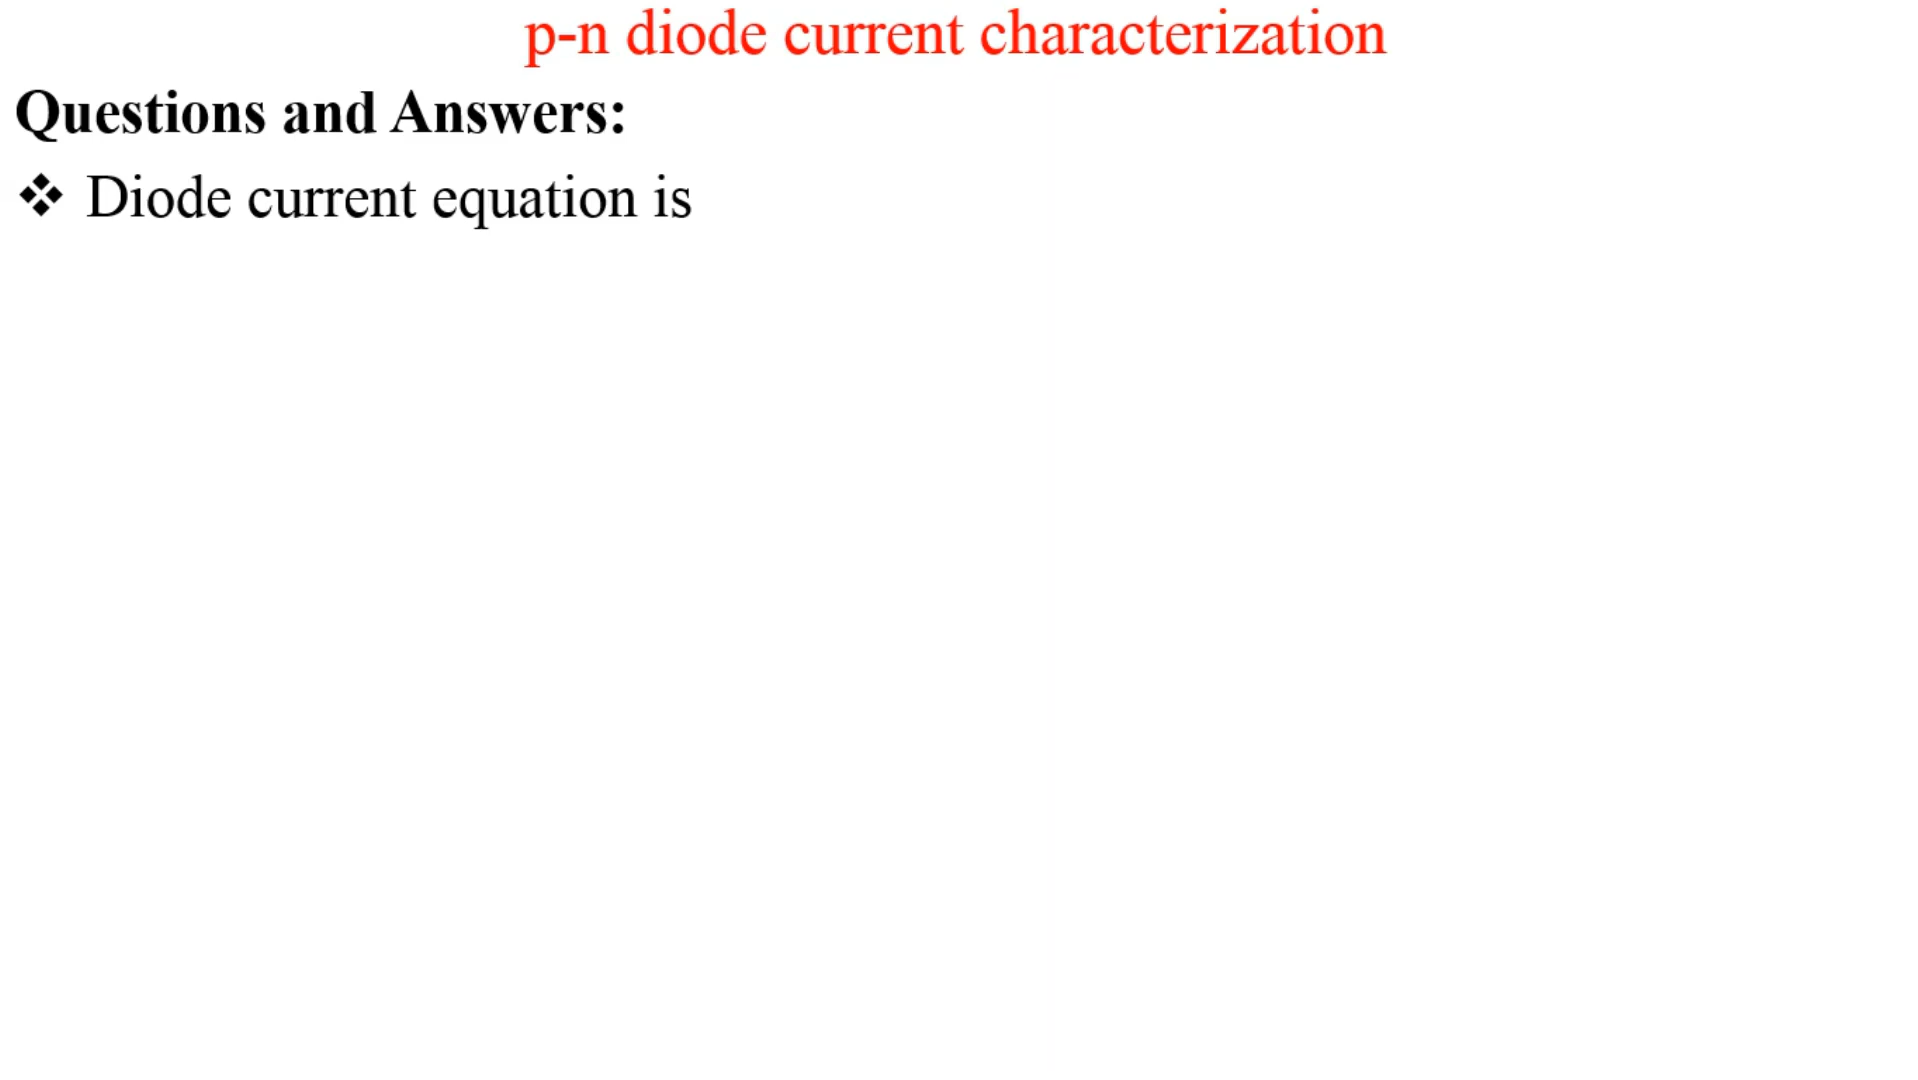 p-n diode current characterization
Questions and Answers:
❖ Diode current equation is